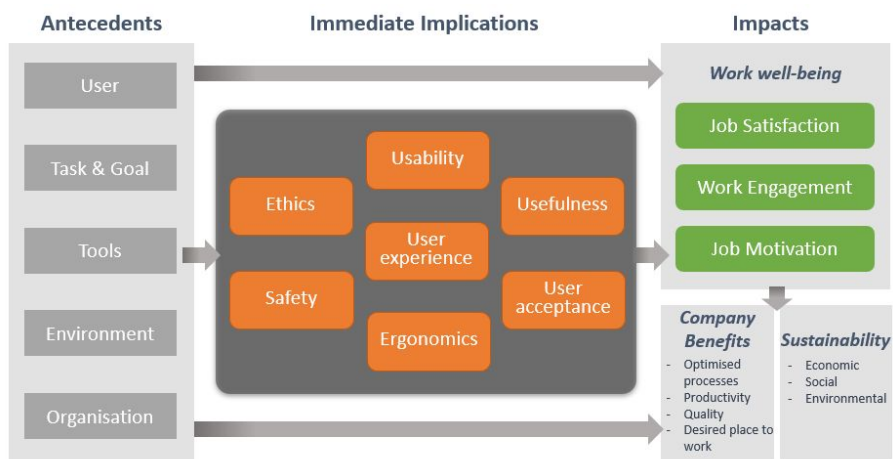 Antecedents
Immediate Implications
Impacts
User
Task & Goal
Tools
Environment
Organisation
Usability
Ethics
Usefulness
User
experience
Safety
User
acceptance
Ergonomics
Work well-being
Job Satisfaction
Work Engagement
Job Motivation
Company
Benefits
- Optimised
processes
- Productivity
- Quality
- Desired place to
work
Sustainability
- Economic
- Social
- Environmental